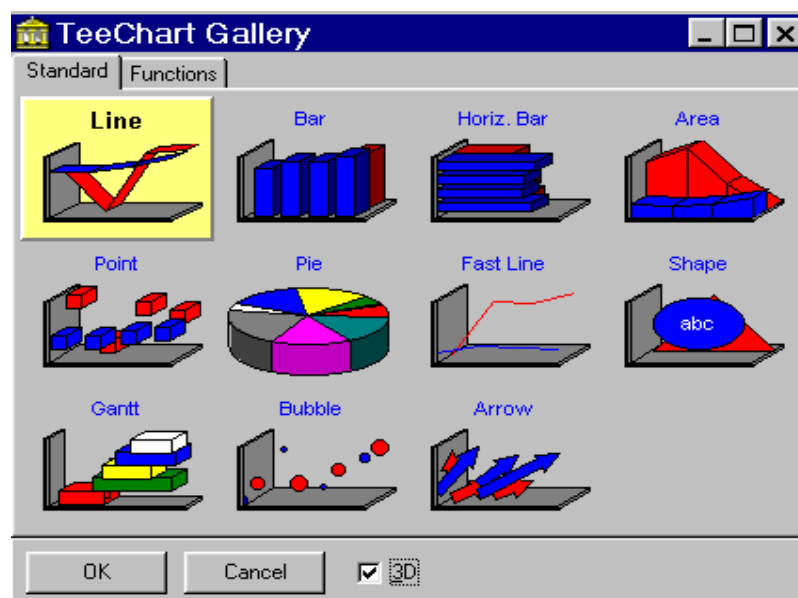 TeeChart Gallery
Standard Functions
Line Bar Horiz. Bar Area
Point Pie Fast Line Shape
abc
Gantt Bubble Arrow
OK Cancel 3D